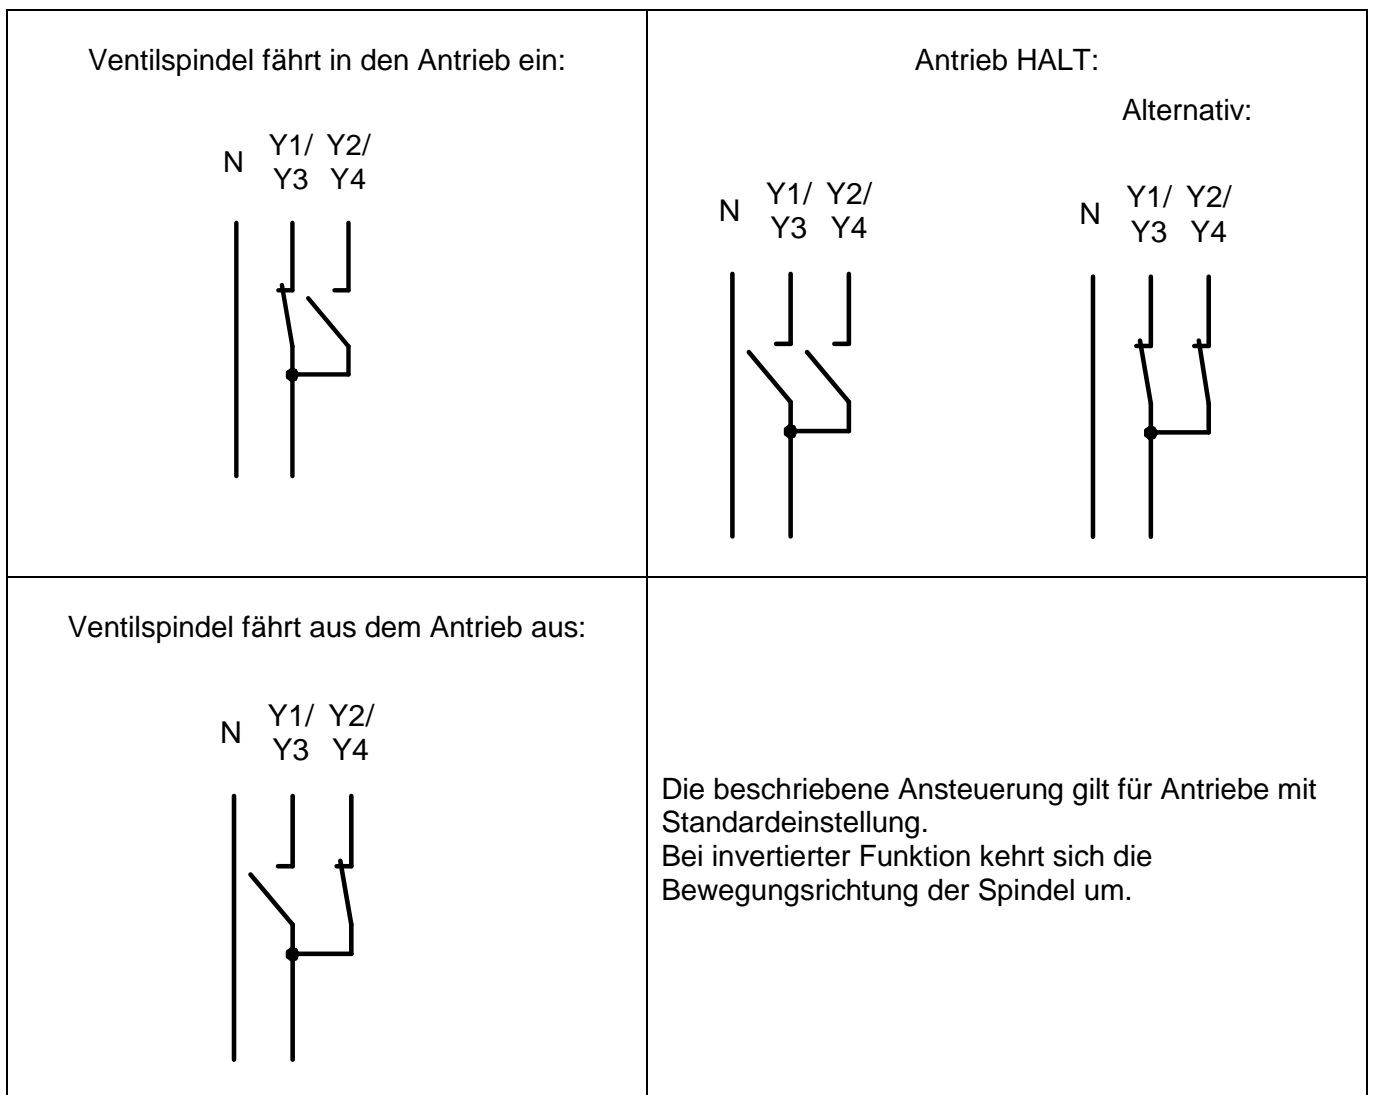 Ventilspindel fährt in den Antrieb ein:
N Y1/ Y2/
Y3 Y4
Antrieb HALT:
Alternativ:
N Y1/ Y2/
Y3 Y4
N Y1/ Y2/
Y3 Y4
Ventilspindel fährt aus dem Antrieb aus:
N Y1/ Y2/
Y3 Y4
Die beschriebene Ansteuerung gilt für Antriebe mit
Standardeinstellung.
Bei invertierter Funktion kehrt sich die
Bewegungsrichtung der Spindel um.